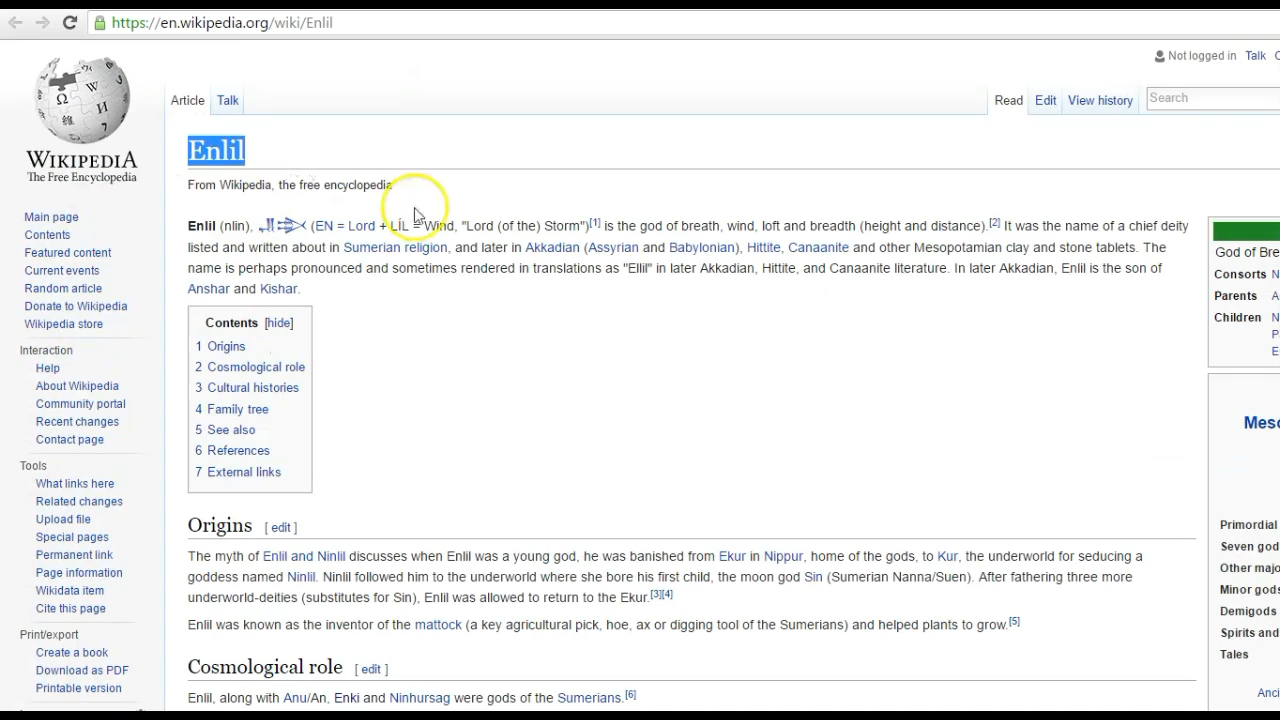 https://en.wikipedia.org/wiki/Enlil
Not logged in Talk
Article Talk Read Edit View history Search
WIKIPEDIA
The Free Encyclopedia
Enlil
From Wikipedia, the free encyclopedia
Enlil (nlin), (EN = Lord + LÍL = Wind, "Lord (of the) Storm")[1] is the god of breath, wind, loft and breadth (height and distance).[2] It was the name of a chief deity
listed and written about in Sumerian religion, and later in Akkadian (Assyrian and Babylonian), Hittite, Canaanite and other Mesopotamian clay and stone tablets. The
name is perhaps pronounced and sometimes rendered in translations as "Ellil" in later Akkadian, Hittite, and Canaanite literature. In later Akkadian, Enlil is the son of
Anshar and Kishar.
Contents [hide]
1 Origins
2 Cosmological role
3 Cultural histories
4 Family tree
5 See also
6 References
7 External links
Origins [ edit ]
The myth of Enlil and Ninlil discusses when Enlil was a young god, he was banished from Ekur in Nippur, home of the gods, to Kur, the underworld for seducing a
goddess named Ninlil. Ninlil followed him to the underworld where she bore his first child, the moon god Sin (Sumerian Nanna/Suen). After fathering three more
underworld-deities (substitutes for Sin), Enlil was allowed to return to the Ekur.[3][4]
Enlil was known as the inventor of the mattock (a key agricultural pick, hoe, ax or digging tool of the Sumerians) and helped plants to grow.[5]
Cosmological role [ edit ]
Enlil, along with Anu/An, Enki and Ninhursag were gods of the Sumerians.[6]
Main page
Contents
Featured content
Current events
Random article
Donate to Wikipedia
Wikipedia store
Interaction
Help
About Wikipedia
Community portal
Recent changes
Contact page
Tools
What links here
Related changes
Upload file
Special pages
Permanent link
Page information
Wikidata item
Cite this page
Print/export
Create a book
Download as PDF
Printable version
God of Bre
Consorts N
Parents A
Children N
P
E
Meso
Primordial
Seven god
Other majo
Minor gods
Demigods
Spirits and
Tales
Anci